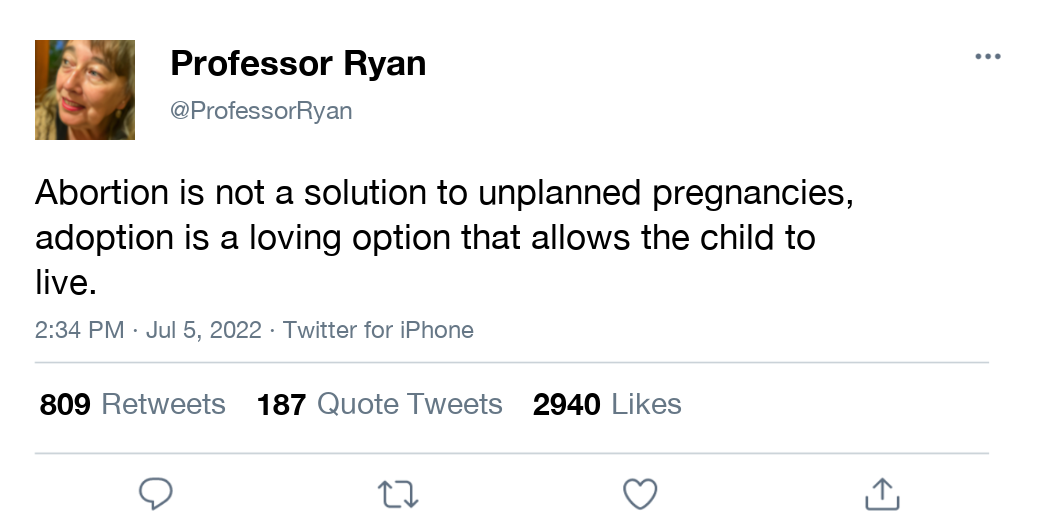 Professor Ryan
@ProfessorRyan
Abortion is not a solution to unplanned pregnancies,
adoption is a loving option that allows the child to
live.
2:34 PM · Jul 5, 2022 · Twitter for iPhone
809 Retweets 187 Quote Tweets 2940 Likes